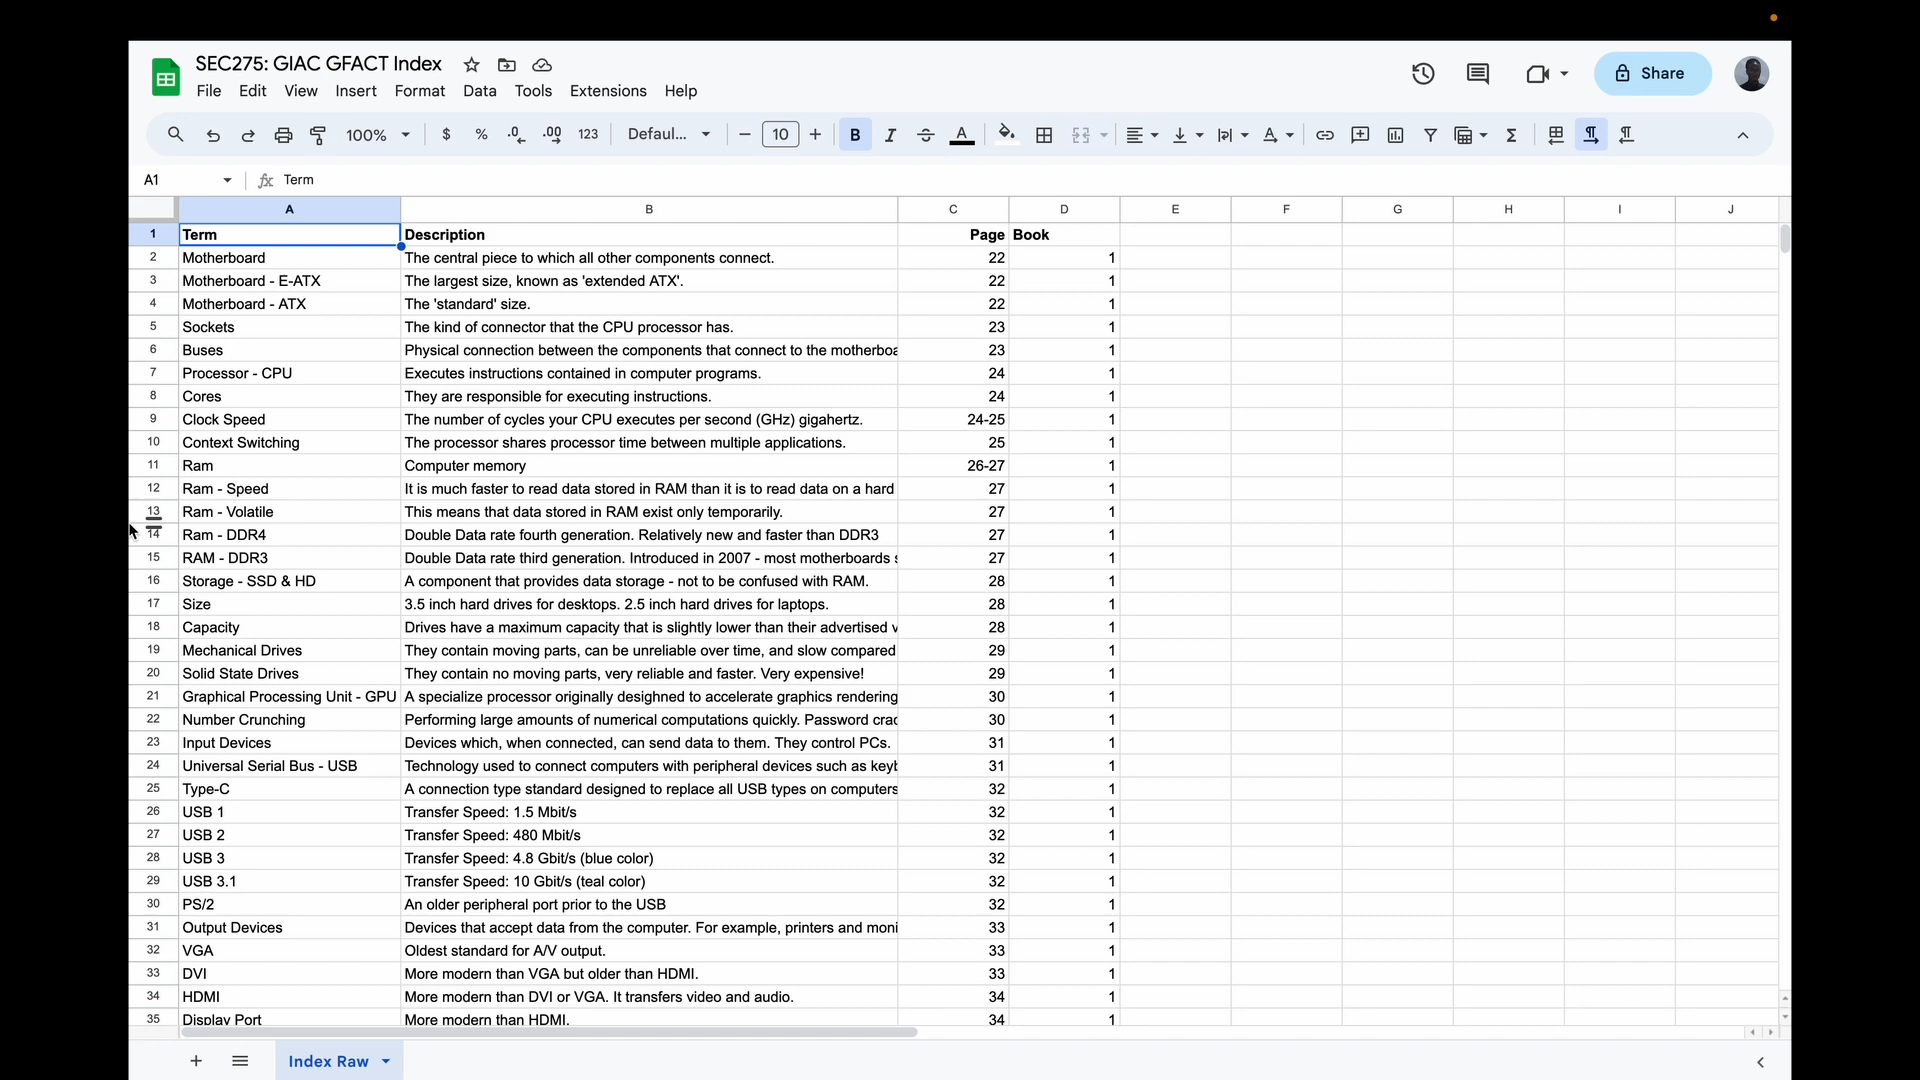 SEC275: GIAC GFACT Index
File Edit View Insert Format Data Tools Extensions Help
Share
100% $ % .0 .00 123 Defaul... 10 B I A
A1 fx Term
A B C D E F G H I J
1 Term Description Page Book
2 Motherboard The central piece to which all other components connect. 22 1
3 Motherboard - E-ATX The largest size, known as 'extended ATX'. 22 1
4 Motherboard - ATX The 'standard' size. 22 1
5 Sockets The kind of connector that the CPU processor has. 23 1
6 Buses Physical connection between the components that connect to the motherboa 23 1
7 Processor - CPU Executes instructions contained in computer programs. 24 1
8 Cores They are responsible for executing instructions. 24 1
9 Clock Speed The number of cycles your CPU executes per second (GHz) gigahertz. 24-25 1
10 Context Switching The processor shares processor time between multiple applications. 25 1
11 Ram Computer memory 26-27 1
12 Ram - Speed It is much faster to read data stored in RAM than it is to read data on a hard 27 1
13 Ram - Volatile This means that data stored in RAM exist only temporarily. 27 1
14 Ram - DDR4 Double Data rate fourth generation. Relatively new and faster than DDR3 27 1
15 RAM - DDR3 Double Data rate third generation. Introduced in 2007 - most motherboards s 27 1
16 Storage - SSD & HD A component that provides data storage - not to be confused with RAM. 28 1
17 Size 3.5 inch hard drives for desktops. 2.5 inch hard drives for laptops. 28 1
18 Capacity Drives have a maximum capacity that is slightly lower than their advertised v 28 1
19 Mechanical Drives They contain moving parts, can be unreliable over time, and slow compared 29 1
20 Solid State Drives They contain no moving parts, very reliable and faster. Very expensive! 29 1
21 Graphical Processing Unit - GPU A specialize processor originally desighned to accelerate graphics rendering 30 1
22 Number Crunching Performing large amounts of numerical computations quickly. Password crac 30 1
23 Input Devices Devices which, when connected, can send data to them. They control PCs. 31 1
24 Universal Serial Bus - USB Technology used to connect computers with peripheral devices such as keyb 31 1
25 Type-C A connection type standard designed to replace all USB types on computers 32 1
26 USB 1 Transfer Speed: 1.5 Mbit/s 32 1
27 USB 2 Transfer Speed: 480 Mbit/s 32 1
28 USB 3 Transfer Speed: 4.8 Gbit/s (blue color) 32 1
29 USB 3.1 Transfer Speed: 10 Gbit/s (teal color) 32 1
30 PS/2 An older peripheral port prior to the USB 32 1
31 Output Devices Devices that accept data from the computer. For example, printers and moni 33 1
32 VGA Oldest standard for A/V output. 33 1
33 DVI More modern than VGA but older than HDMI. 33 1
34 HDMI More modern than DVI or VGA. It transfers video and audio. 34 1
35 Display Port More modern than HDMI. 34 1
Index Raw